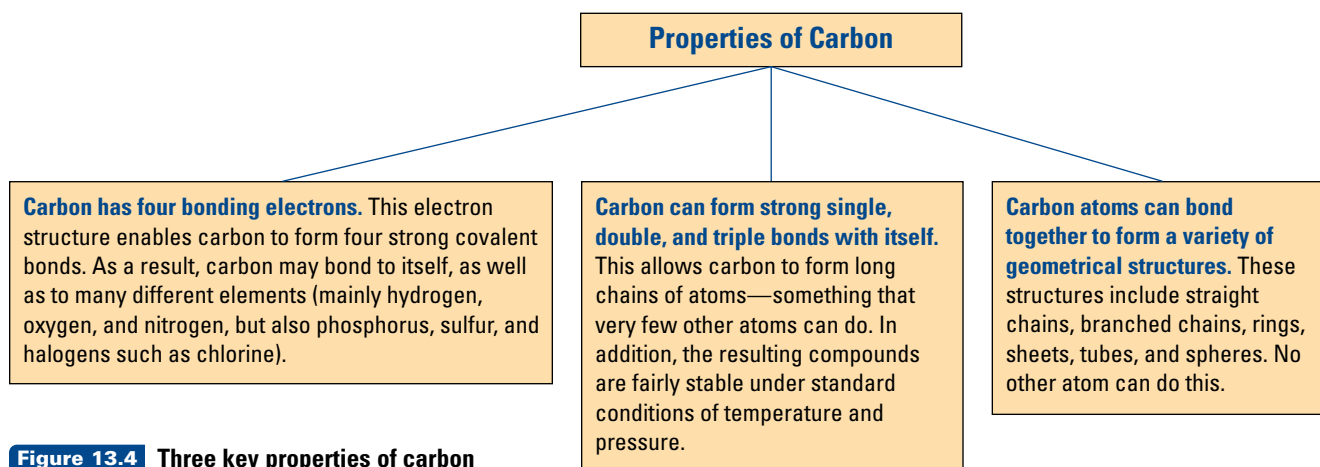 Properties of Carbon
Carbon has four bonding electrons. This electron
structure enables carbon to form four strong covalent
bonds. As a result, carbon may bond to itself, as well
as to many different elements (mainly hydrogen,
oxygen, and nitrogen, but also phosphorus, sulfur, and
halogens such as chlorine).
Carbon can form strong single,
double, and triple bonds with itself.
This allows carbon to form long
chains of atoms—something that
very few other atoms can do. In
addition, the resulting compounds
are fairly stable under standard
conditions of temperature and
pressure.
Carbon atoms can bond
together to form a variety of
geometrical structures. These
structures include straight
chains, branched chains, rings,
sheets, tubes, and spheres. No
other atom can do this.
Figure 13.4 Three key properties of carbon